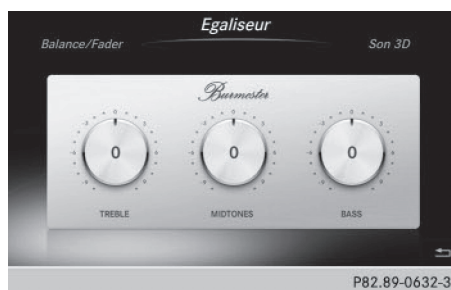 Egaliseur
Balance/Fader Son 3D
Burmester
0 0 0
TREBLE MIDTONES BASS
P82.89-0632-3